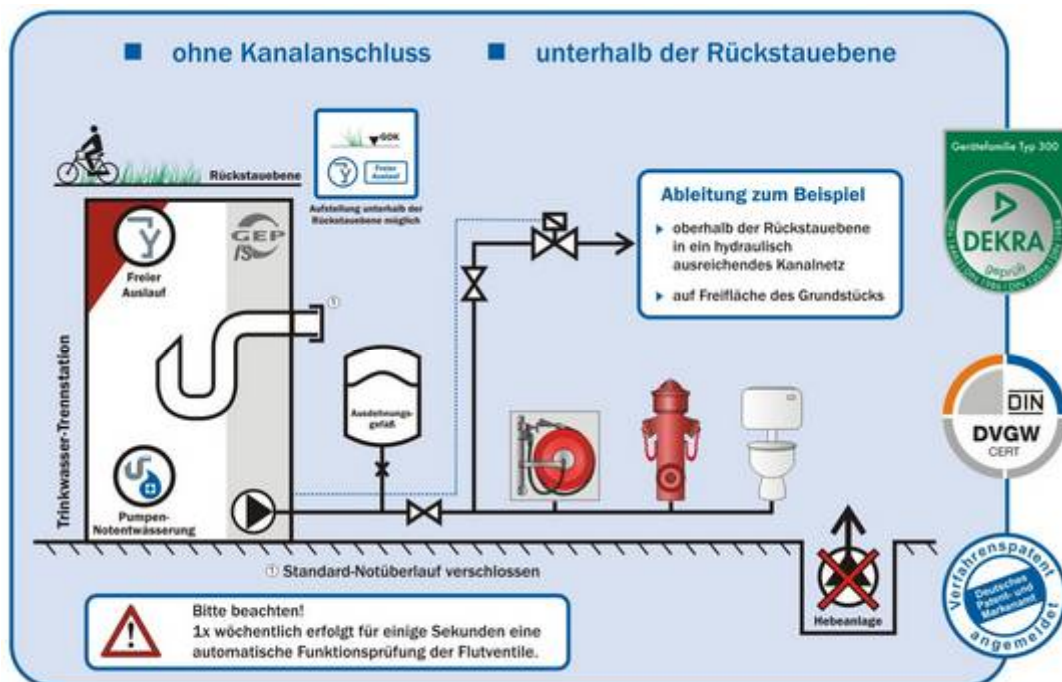 ohne Kanalanschluss
unterhalb der Rückstauebene
Rückstauebene
GOK
Freier
Auslauf
Aufstellung unterhalb der
Rückstauebene möglich
Freier
Auslauf
GEP
Trinkwasser-Trennstation
Pumpen-
Notentwässerung
①
Ausdehnungs-
gefäß
Ableitung zum Beispiel
oberhalb der Rückstauebene
in ein hydraulisch
ausreichendes Kanalnetz
auf Freifläche des Grundstücks
① Standard-Notüberlauf verschlossen
Hebeanlage
Bitte beachten!
1x wöchentlich erfolgt für einige Sekunden eine
automatische Funktionsprüfung der Flutventile.
Gerätefamilie Typ 300
DEKRA
geprüft
DIN
DVGW
CERT
Verfahrenspatent
Deutsches
Patent- und
Markenamt
angemeldet